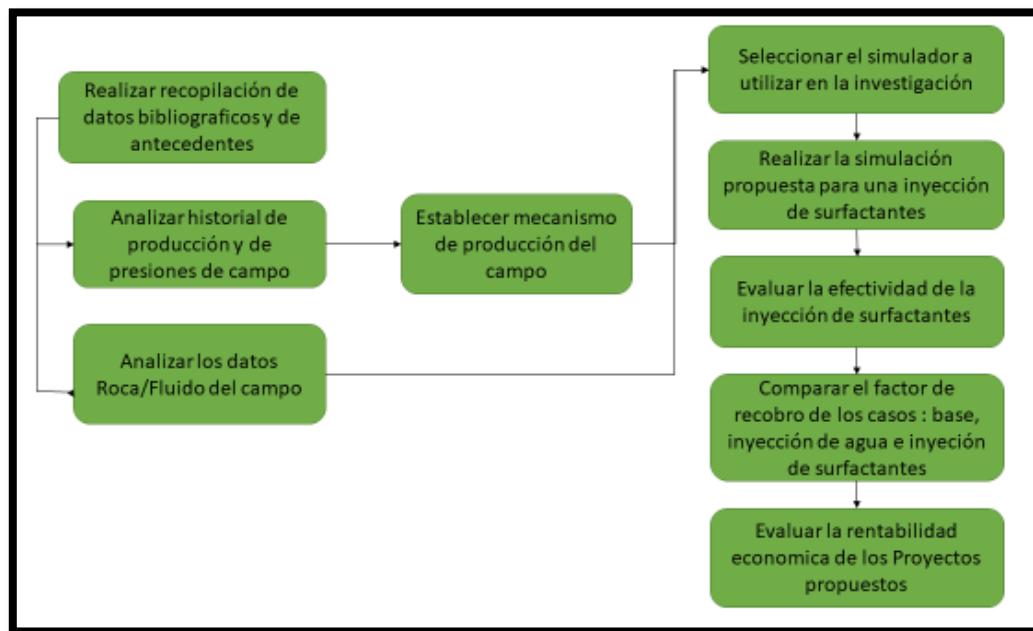 Realizar recopilación de
datos bibliograficos y de
antecedentes
Analizar historial de
producción y de
presiones de campo
Analizar los datos
Roca/Fluido del campo
Establecer mecanismo
de producción del
campo
Seleccionar el simulador a
utilizar en la investigación
Realizar la simulación
propuesta para una inyección
de surfactantes
Evaluar la efectividad de la
inyección de surfactantes
Comparar el factor de
recobro de los casos : base,
inyección de agua e inyeción
de surfactantes
Evaluar la rentabilidad
economica de los Proyectos
propuestos